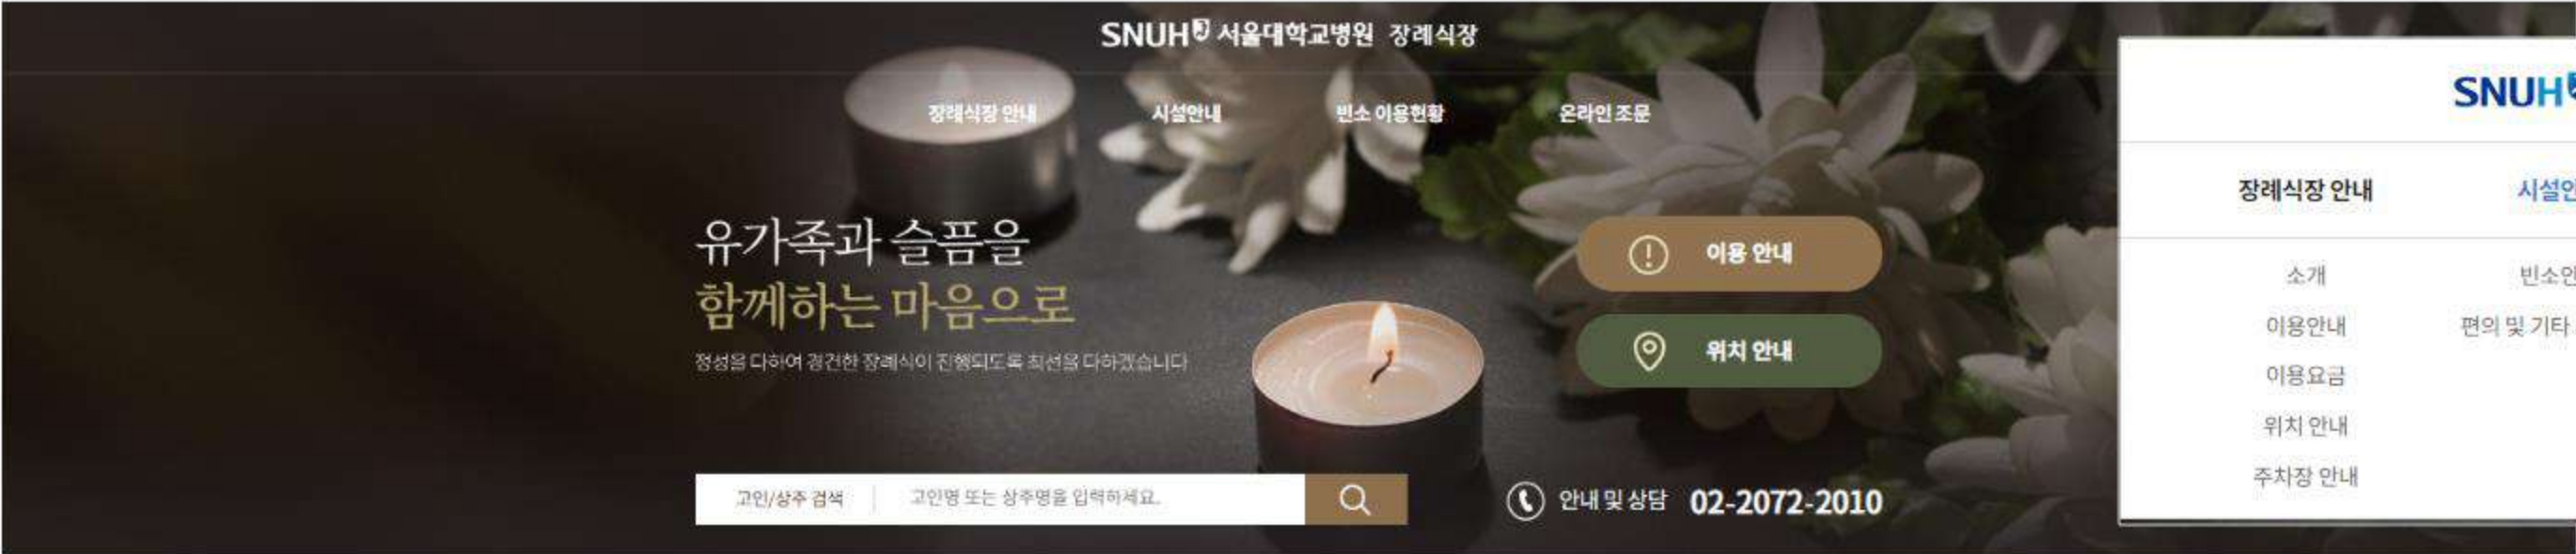 SNUH 서울대학교병원 장례식장
장례식장 안내 시설안내 빈소 이용현황 온라인 조문
유가족과 슬픔을
함께하는 마음으로
정성을 다하여 경건한 장례식이 진행되도록 최선을 다하겠습니다
이용 안내
위치 안내
고인/상주 검색 고인명 또는 상주명을 입력하세요.
안내 및 상담 02-2072-2010
SNUH
장례식장 안내
소개
이용안내
이용요금
위치 안내
주차장 안내
시설안
빈소안
편의 및 기타